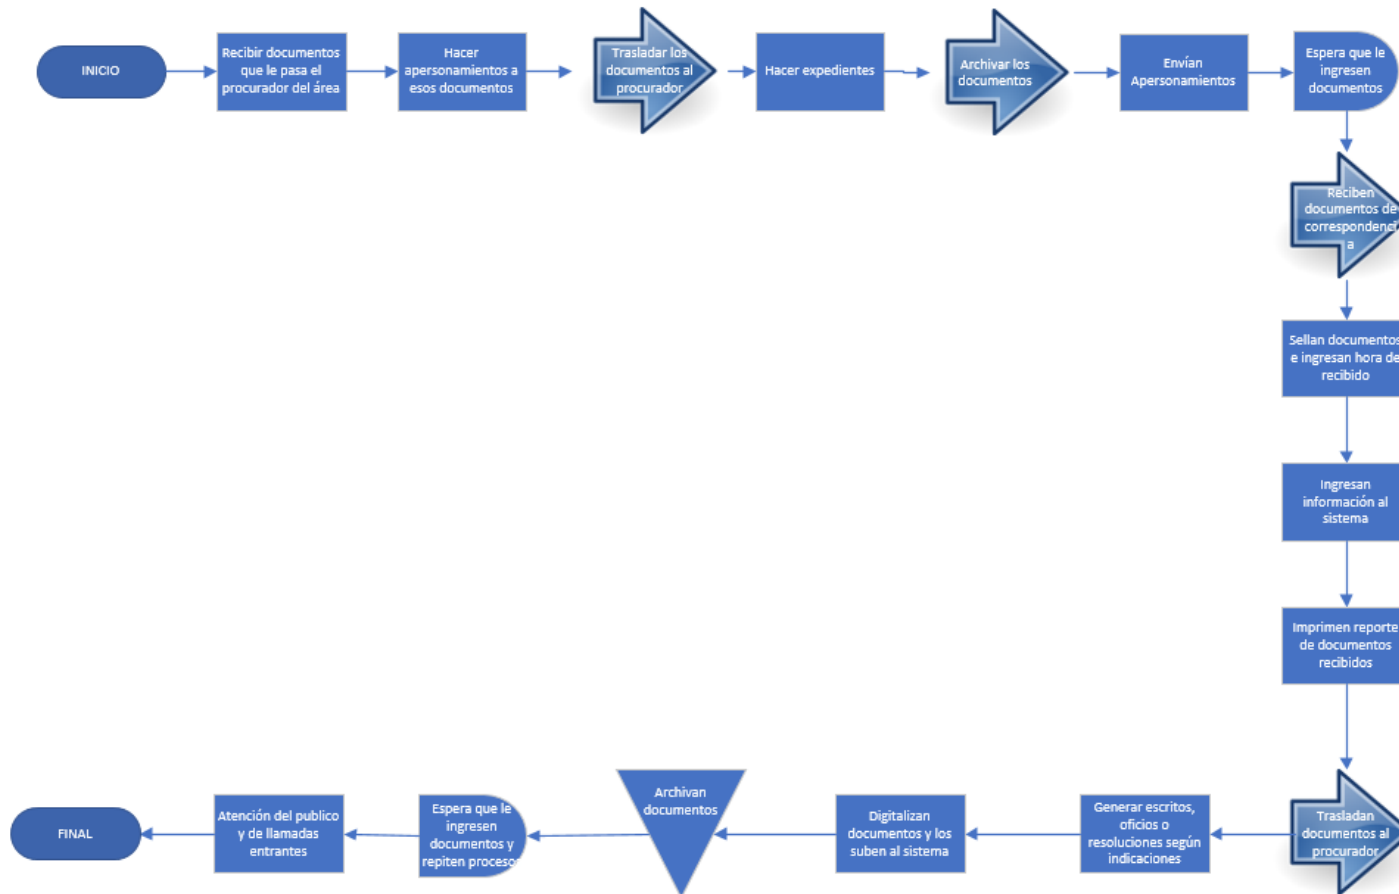 INICIO
Recibir documentos
que le pasa el
procurador del área
Hacer
apersonamientos a
esos documentos
Trasladar los
documentos al
procurador
Hacer expedientes
Archivar los
documentos
Envían
Apersonamientos
Espera que le
ingresen
documentos
Reciben
documentos de
correspondenci
a
Sellan documentos
e ingresan hora de
recibido
Ingresan
información al
sistema
Imprimen reporte
de documentos
recibidos
Trasladan
documentos al
procurador
Generar escritos,
oficios o
resoluciones según
indicaciones
Digitalizan
documentos y los
suben al sistema
Archivan
documentos
Espera que le
ingresen
documentos y
repiten procesos
Atención del publico
y de llamadas
entrantes
FINAL